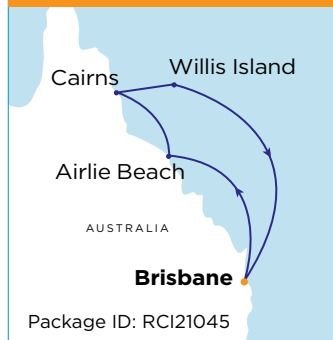 Willis Island
Cairns
Airlie Beach
AUSTRALIA
Brisbane
Package ID: RCI21045